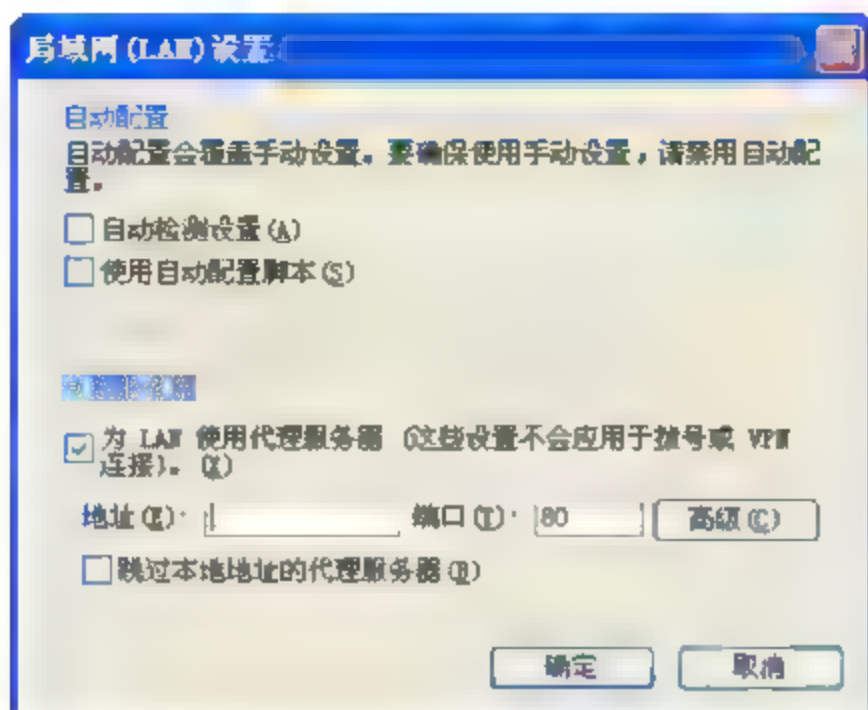 局域网(LAN)设置
自动配置
自动配置会覆盖手动设置。要确保使用手动设置，请禁用自动配
置。
自动检测设置(A)
使用自动配置脚本(S)
为 LAN 使用代理服务器 (这些设置不会应用于拨号或 VPN
连接)。(X)
地址(E): 端口(T): 80 高级(C)
跳过本地地址的代理服务器(B)
确定 取消